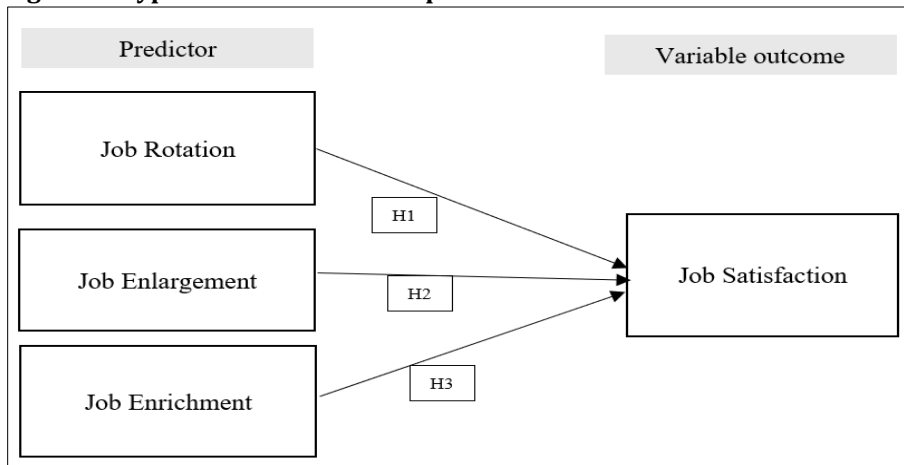 Predictor
Variable outcome
Job Rotation
H1
Job Enlargement
H2
Job Satisfaction
Job Enrichment
H3